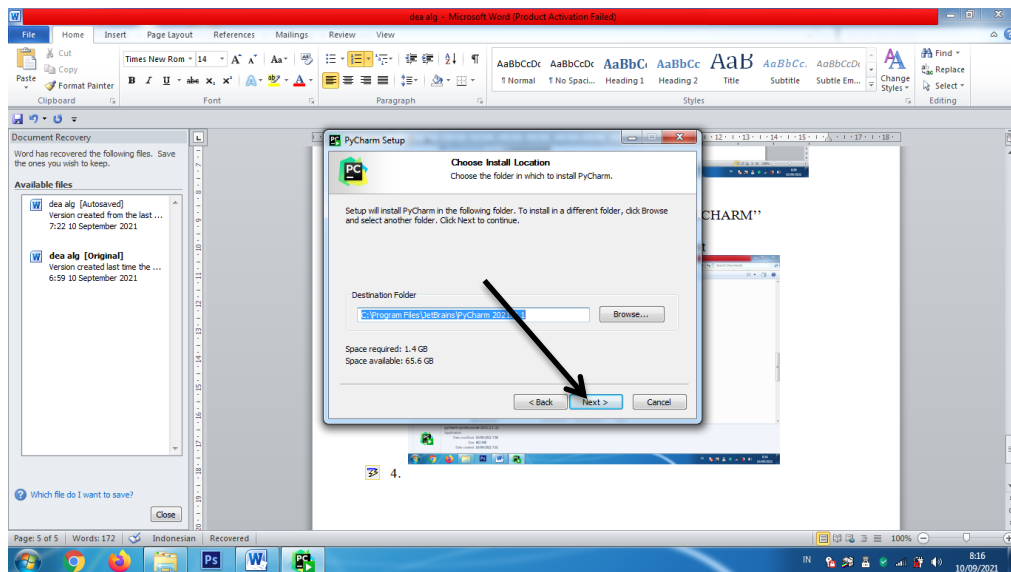 dea alg - Microsoft Word (Product Activation Failed)
File Home Insert Page Layout References Mailings Review View
Cut
Copy
Format Painter
Paste
Clipboard
Times New Rom 14
Font
Paragraph
AaBbCcDc AaBbCcDc AaBbC AaBbCc AaB AaBbCc. AaBbCcDt
¶ Normal ¶ No Spaci... Heading 1 Heading 2 Title Subtitle Subtle Em...
Change Styles
Styles
Find
Replace
Select
Editing
Document Recovery
Word has recovered the following files. Save
the ones you wish to keep.
Available files
dea alg [Autosaved]
Version created from the last ...
7:22 10 September 2021
dea alg [Original]
Version created last time the ...
6:59 10 September 2021
Which file do I want to save?
Close
PyCharm Setup
Choose Install Location
Choose the folder in which to install PyCharm.
Setup will install PyCharm in the following folder. To install in a different folder, click Browse
and select another folder. Click Next to continue.
Destination Folder
C:\Program Files\JetBrains\PyCharm
Browse...
Space required: 1.4 GB
Space available: 65.6 GB
< Back Next > Cancel
CHARM’’
4.
Page: 5 of 5 Words: 172 Indonesian Recovered 100%
Ps
PC
IN
8:16
10/09/2021